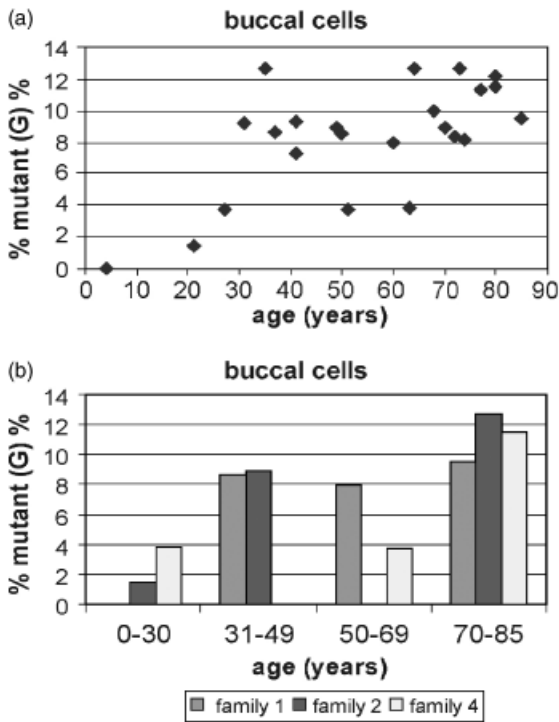 (a)
buccal cells
% mutant (G) %
14
12
10
8
6
4
2
0
0 10 20 30 40 50 60 70 80 90
age (years)
(b)
buccal cells
% mutant (G) %
14
12
10
8
6
4
2
0
0-30 31-49 50-69 70-85
age (years)
family 1 family 2 family 4